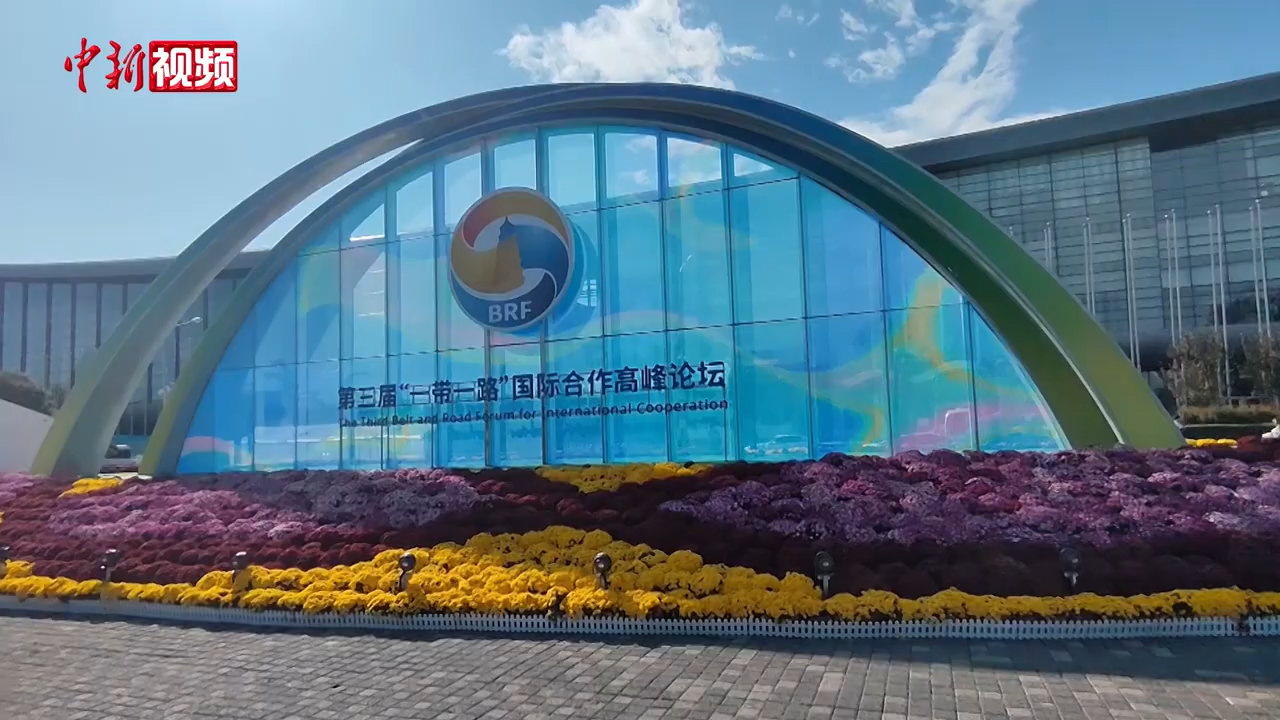 中新视频
BRF
第三届“一带一路”国际合作高峰论坛
The Third Belt and Road Forum for International Cooperation